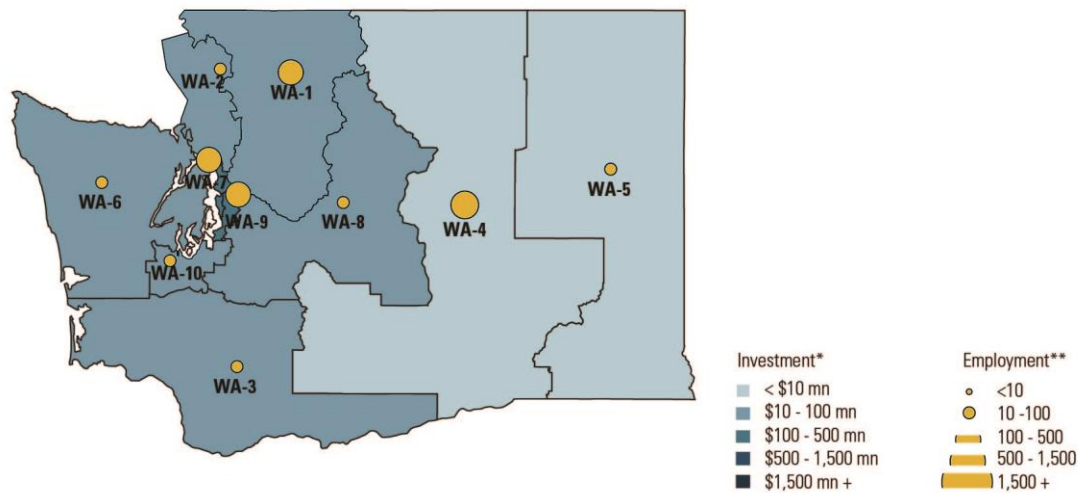 WA-2
WA-1
WA-7
WA-6
WA-9
WA-8
WA-4
WA-5
WA-10
WA-3
Investment*
< $10 mn
$10 - 100 mn
$100 - 500 mn
$500 - 1,500 mn
$1,500 mn +
Employment**
<10
10 -100
100 - 500
500 - 1,500
1,500 +